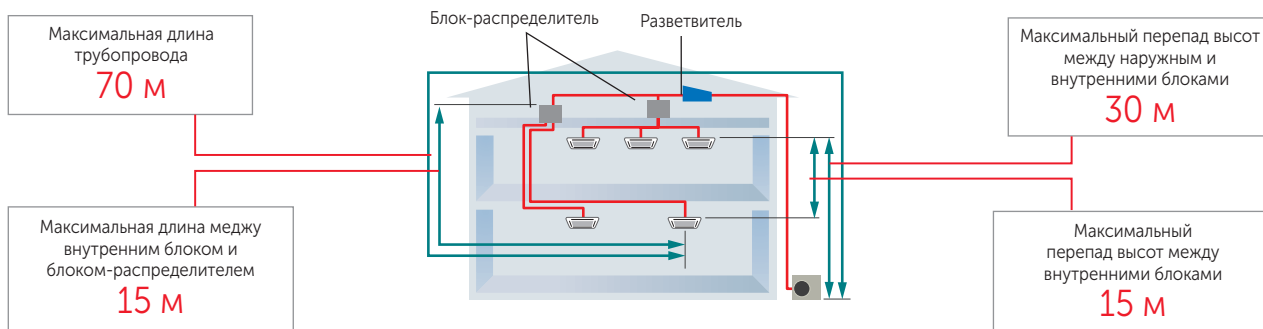 Блок-распределитель
Разветвитель
Максимальная длина
трубопровода
70 м
Максимальный перепад высот
между наружным и
внутренними блоками
30 м
Максимальная длина меджу
внутренним блоком и
блоком-распределителем
15 м
Максимальный
перепад высот между
внутренними блоками
15 м